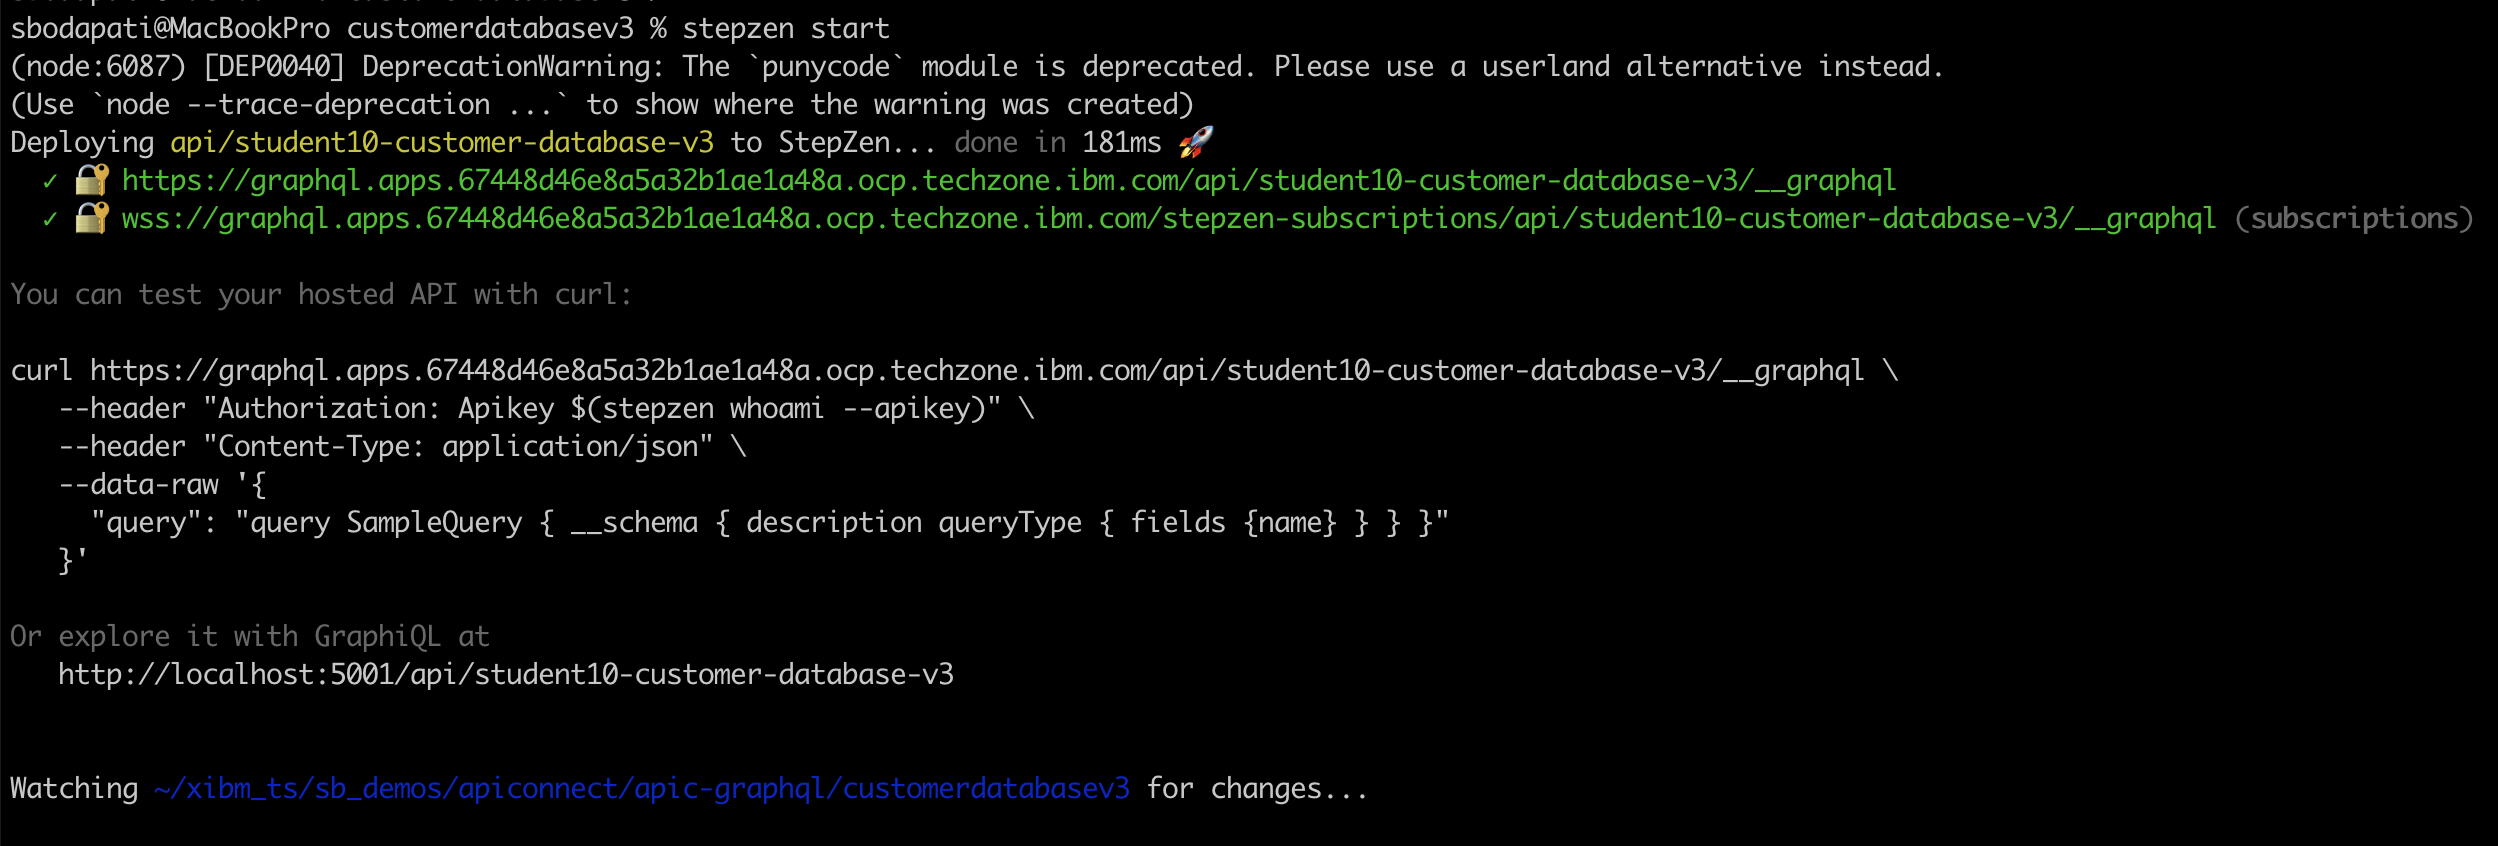 sbodapati@MacBookPro customerdatabasev3 % stepzen start
(node:6087) [DEP0040] DeprecationWarning: The `punycode` module is deprecated. Please use a userland alternative instead.
(Use `node --trace-deprecation ...` to show where the warning was created)
Deploying api/student10-customer-database-v3 to StepZen... done in 181ms 🚀
✓ 🔐 https://graphql.apps.67448d46e8a5a32b1ae1a48a.ocp.techzone.ibm.com/api/student10-customer-database-v3/__graphql
✓ 🔐 wss://graphql.apps.67448d46e8a5a32b1ae1a48a.ocp.techzone.ibm.com/stepzen-subscriptions/api/student10-customer-database-v3/__graphql (subscriptions)
You can test your hosted API with curl:
curl https://graphql.apps.67448d46e8a5a32b1ae1a48a.ocp.techzone.ibm.com/api/student10-customer-database-v3/__graphql \
--header "Authorization: Apikey $(stepzen whoami --apikey)" \
--header "Content-Type: application/json" \
--data-raw '{
"query": "query SampleQuery { __schema { description queryType { fields {name} } } }"
}'
Or explore it with GraphiQL at
http://localhost:5001/api/student10-customer-database-v3
Watching ~/xibm_ts/sb_demos/apiconnect/apic-graphql/customerdatabasev3 for changes...